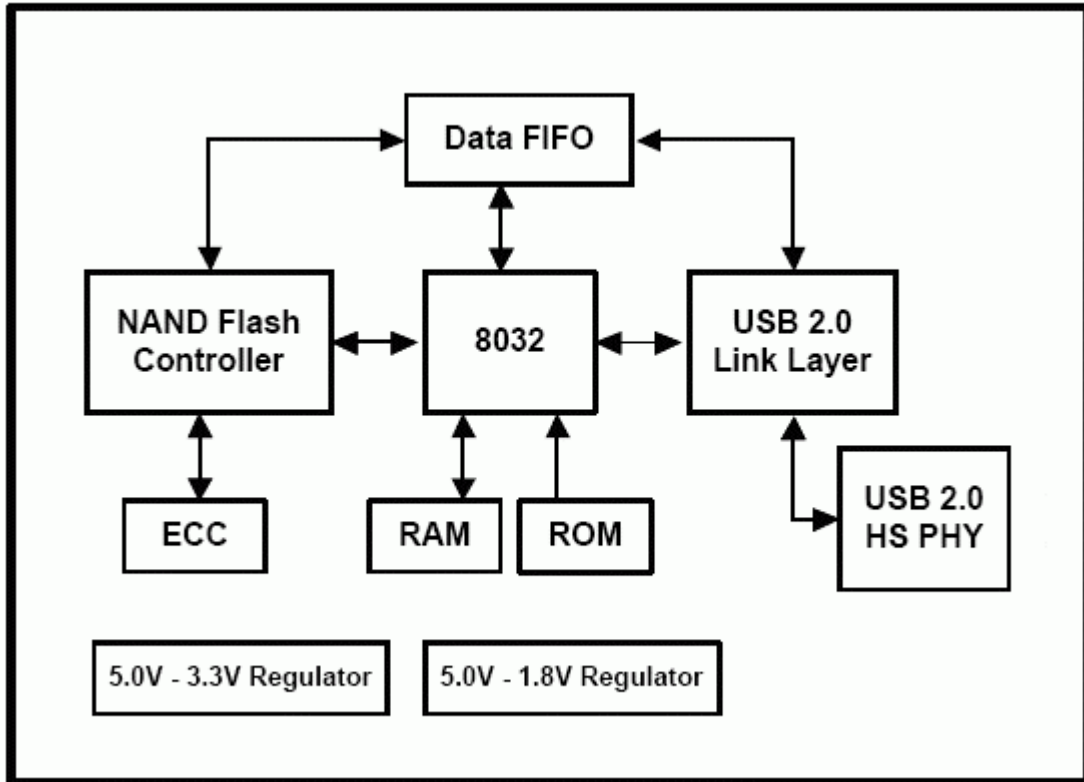 Data FIFO
NAND Flash
Controller
8032
USB 2.0
Link Layer
ECC
RAM
ROM
USB 2.0
HS PHY
5.0V - 3.3V Regulator
5.0V - 1.8V Regulator